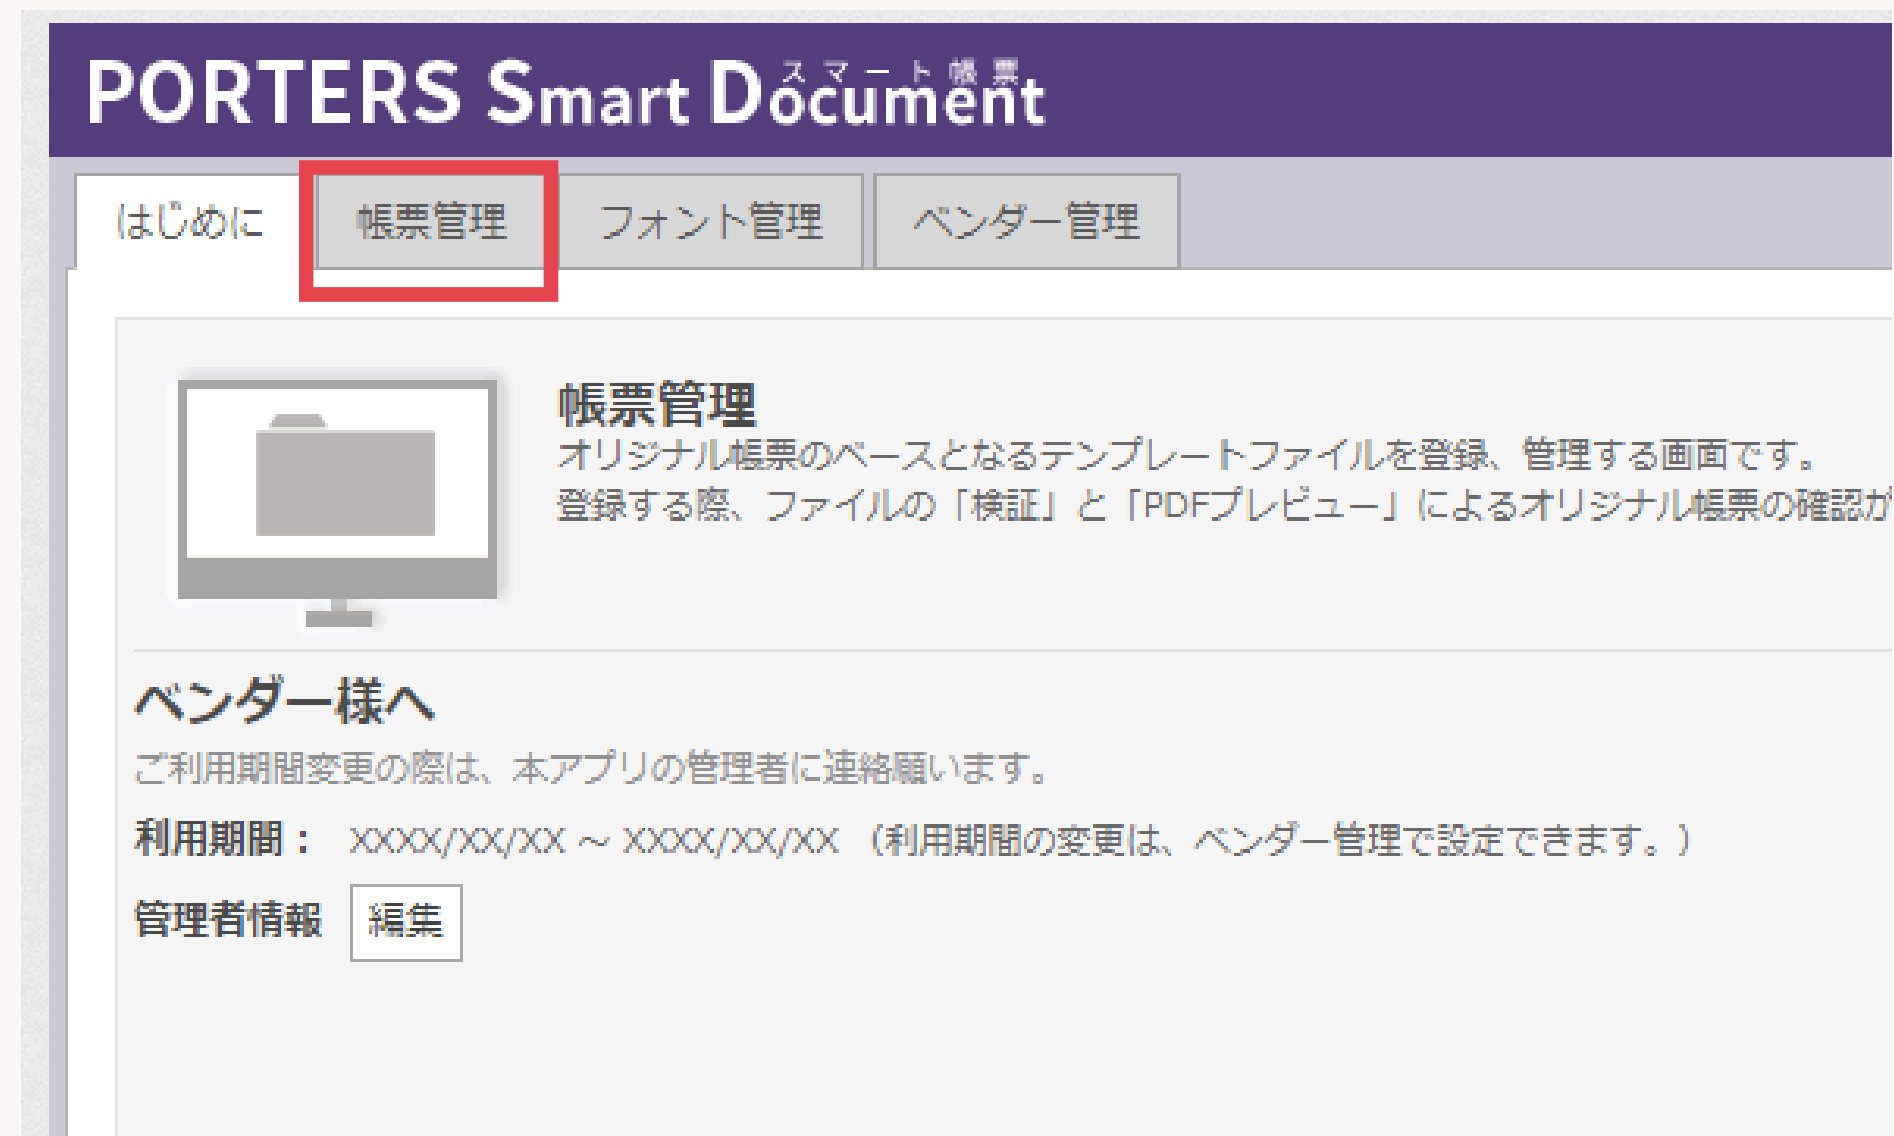 PORTERS Smart Document
スマート帳票
はじめに
帳票管理
フォント管理
ベンダー管理
帳票管理
オリジナル帳票のベースとなるテンプレートファイルを登録、管理する画面です。
登録する際、ファイルの「検証」と「PDFプレビュー」によるオリジナル帳票の確認が
ベンダー様へ
ご利用期間変更の際は、本アプリの管理者に連絡願います。
利用期間： XXXX/XX/XX ～ XXXX/XX/XX （利用期間の変更は、ベンダー管理で設定できます。）
管理者情報 編集